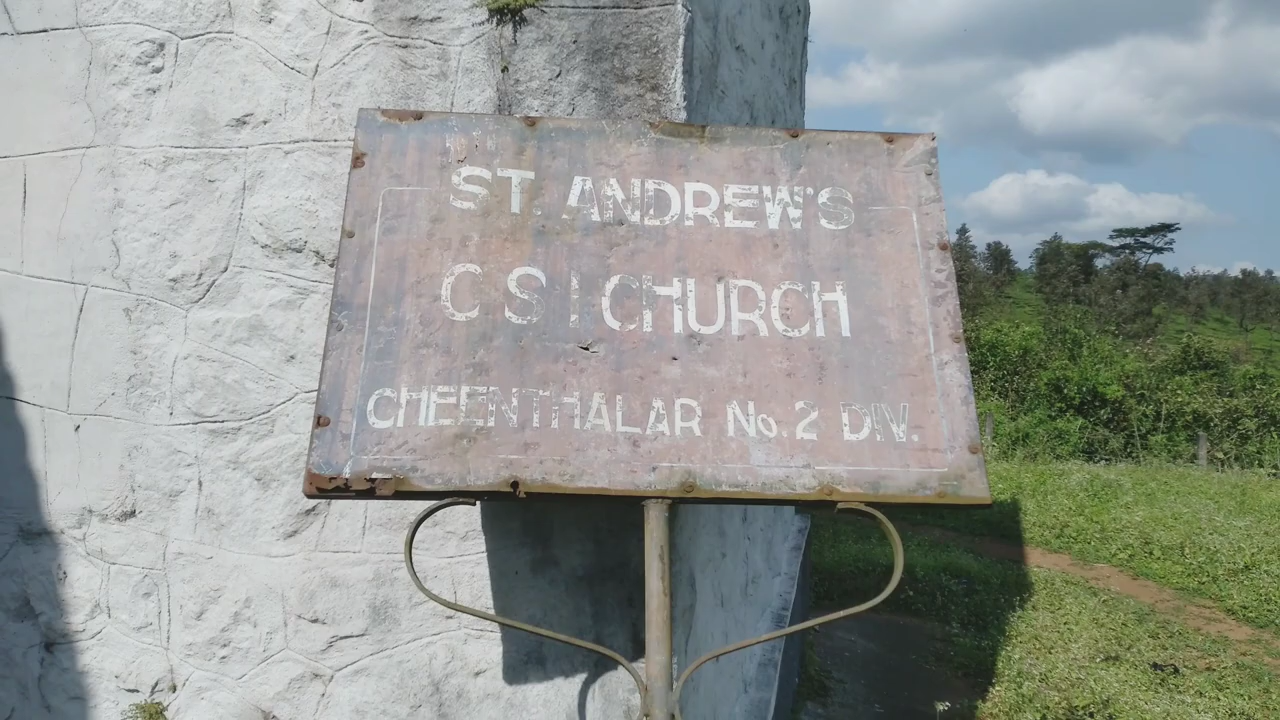 ST. ANDREW'S
C S I CHURCH
CHEENTHALAR No. 2 DIV.